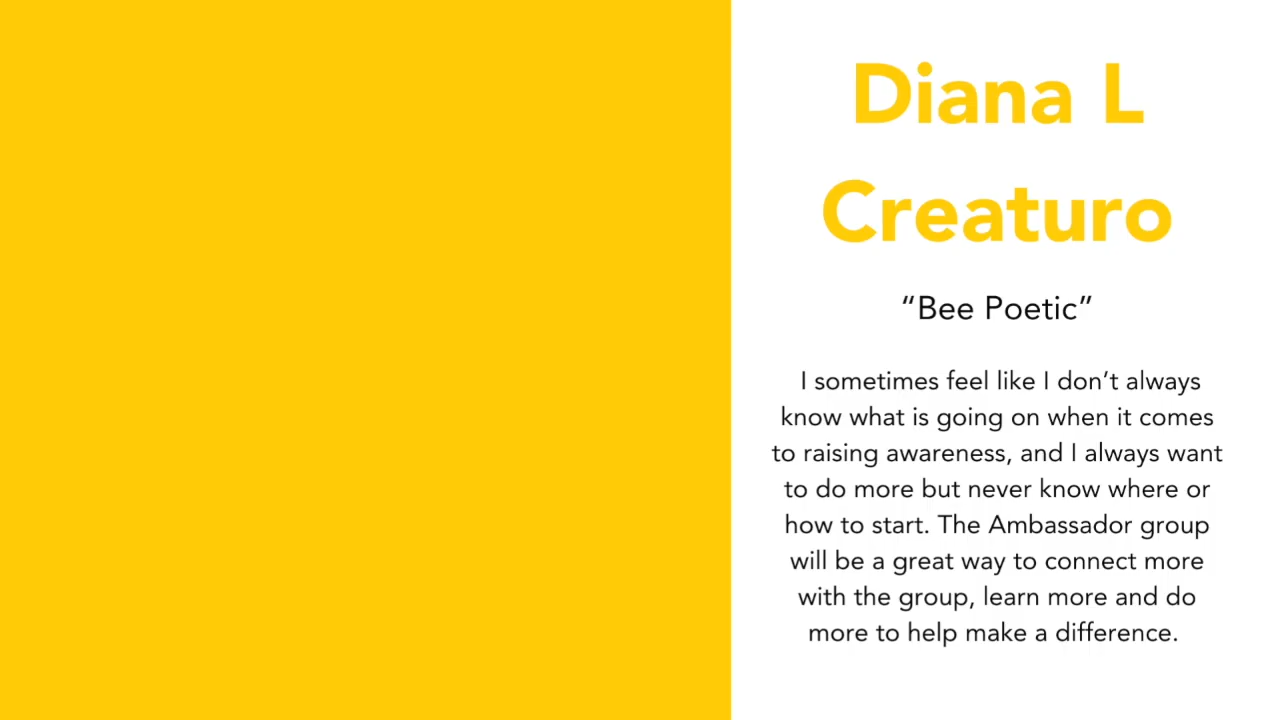 Diana L
Creaturo
“Bee Poetic”
I sometimes feel like I don’t always
know what is going on when it comes
to raising awareness, and I always want
to do more but never know where or
how to start. The Ambassador group
will be a great way to connect more
with the group, learn more and do
more to help make a difference.